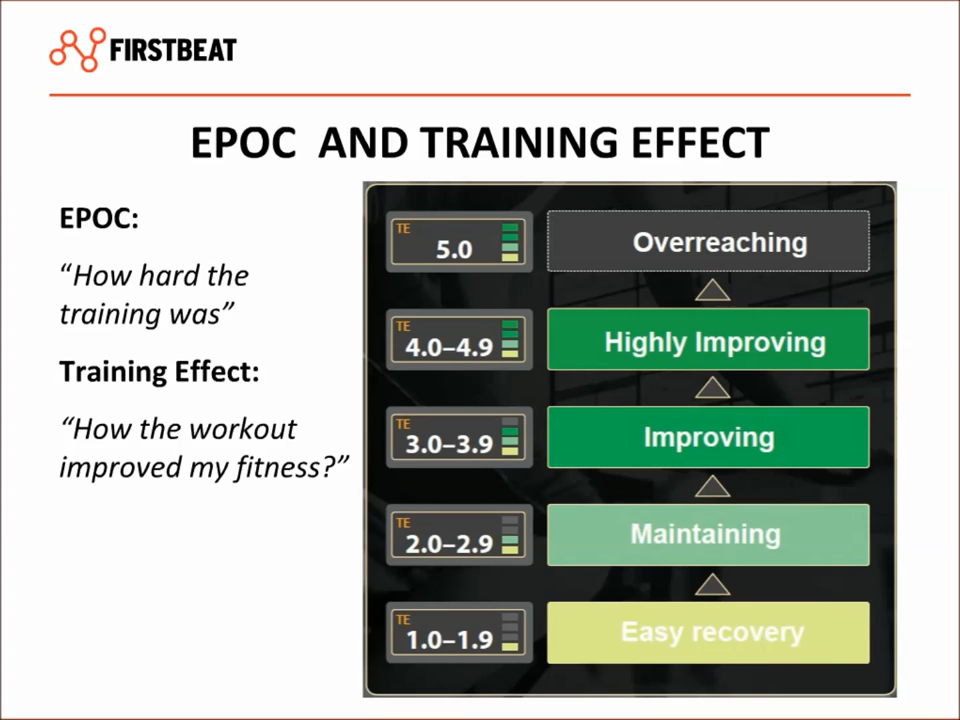 FIRSTBEAT
EPOC AND TRAINING EFFECT
EPOC:
“How hard the
training was”
Training Effect:
“How the workout
improved my fitness?”
TE
5.0
Overreaching
TE
4.0–4.9
Highly Improving
TE
3.0–3.9
Improving
TE
2.0–2.9
Maintaining
TE
1.0–1.9
Easy recovery